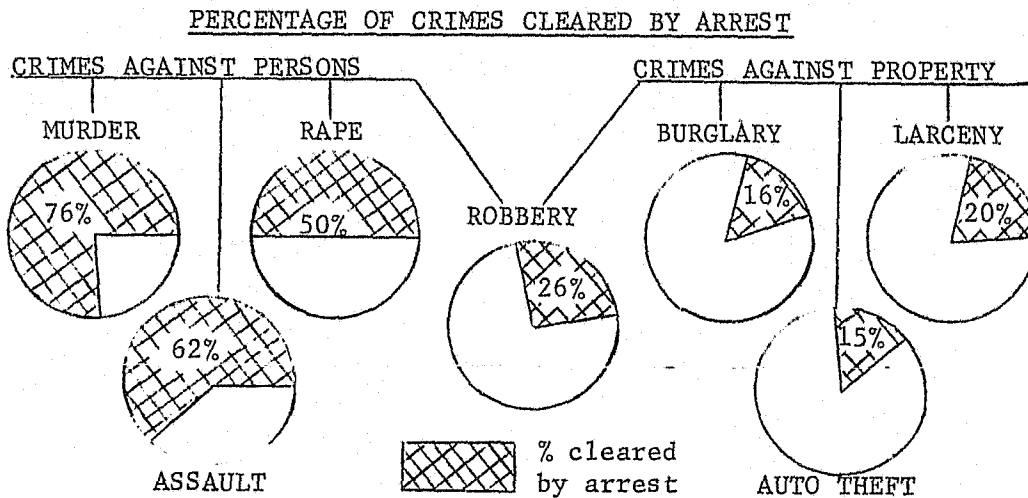 PERCENTAGE OF CRIMES CLEARED BY ARREST
CRIMES AGAINST PERSONS
CRIMES AGAINST PROPERTY
MURDER
RAPE
BURGLARY
LARCENY
76%
50%
ROBBERY
16%
20%
26%
62%
15%
% cleared
by arrest
ASSAULT
AUTO THEFT